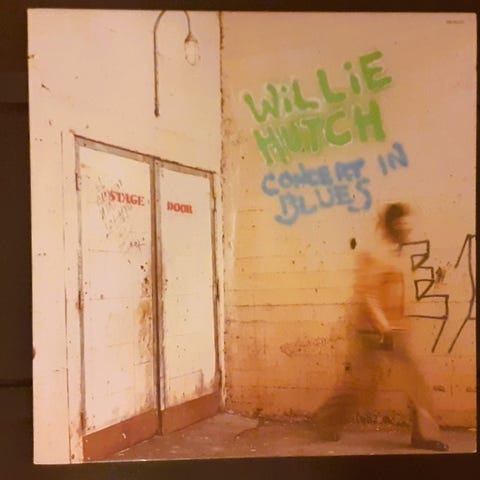 WiLLiE
HUTCH
CONCERT IN
BLUES
STAGE DOOR